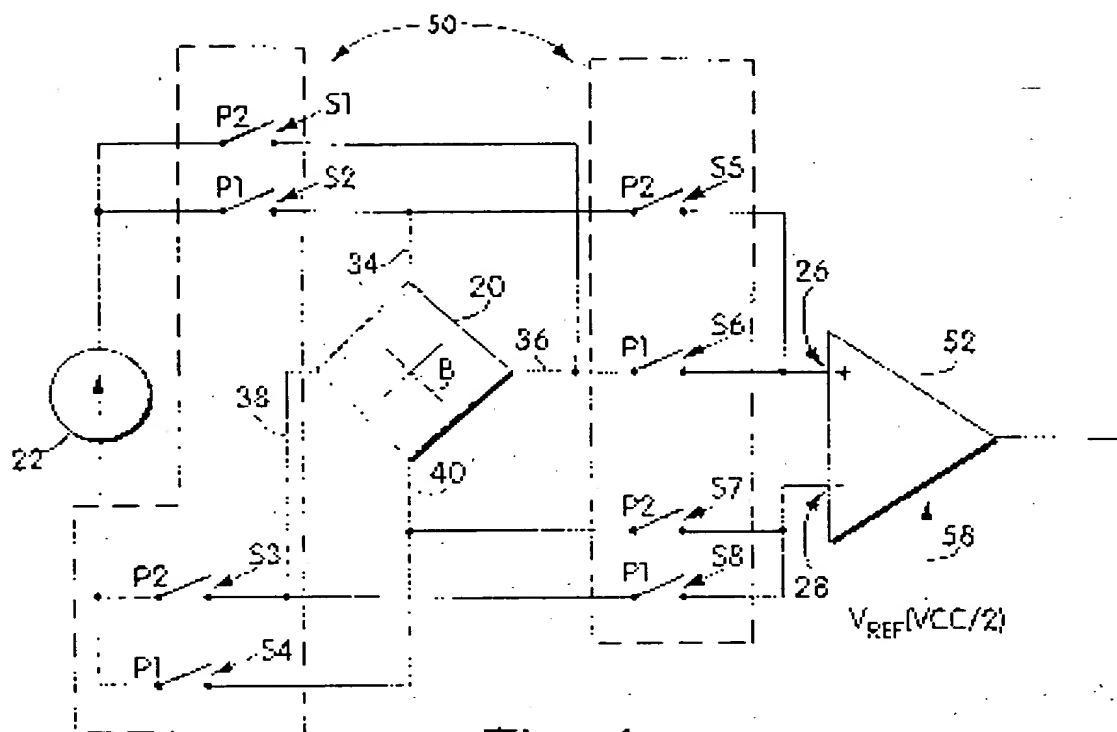 50
P2 S1
P1 S2
P2 S5
34
20
26
36
P1 S6
52
B
38
+
22
40
P2 S7
-
58
P2 S3
P1 S8
28
VREF(VCC/2)
P1 S4